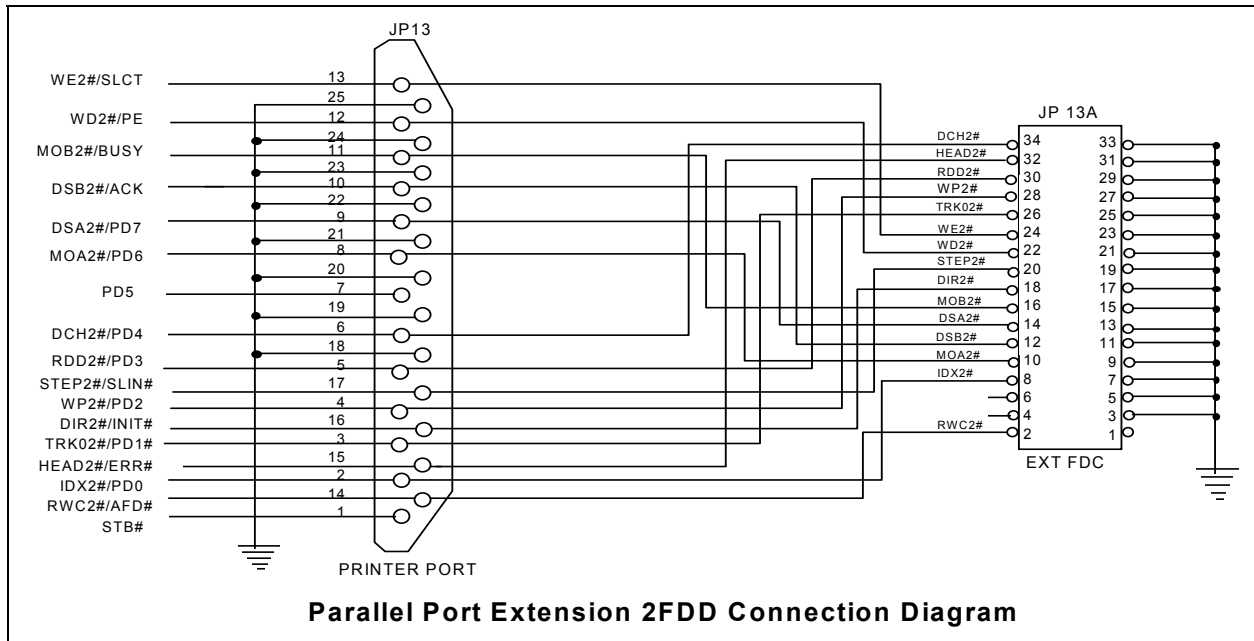 JP13
WE2#/SLCT 13
25
WD2#/PE 12
24
MOB2#/BUSY 11
23
DSB2#/ACK 10
22
DSA2#/PD7 9
21
MOA2#/PD6 8
20
PD5 7
19
DCH2#/PD4 6
18
RDD2#/PD3 5
STEP2#/SLIN# 17
WP2#/PD2 4
DIR2#/INIT# 16
TRK02#/PD1# 3
HEAD2#/ERR# 15
IDX2#/PD0 2
RWC2#/AFD# 14
STB# 1
PRINTER PORT
JP 13A
DCH2# 34 33
HEAD2# 32 31
RDD2# 30 29
WP2# 28 27
TRK02# 26 25
WE2# 24 23
WD2# 22 21
STEP2# 20 19
DIR2# 18 17
MOB2# 16 15
DSA2# 14 13
DSB2# 12 11
MOA2# 10 9
IDX2# 8 7
6 5
4 3
RWC2# 2 1
EXT FDC
Parallel Port Extension 2FDD Connection Diagram